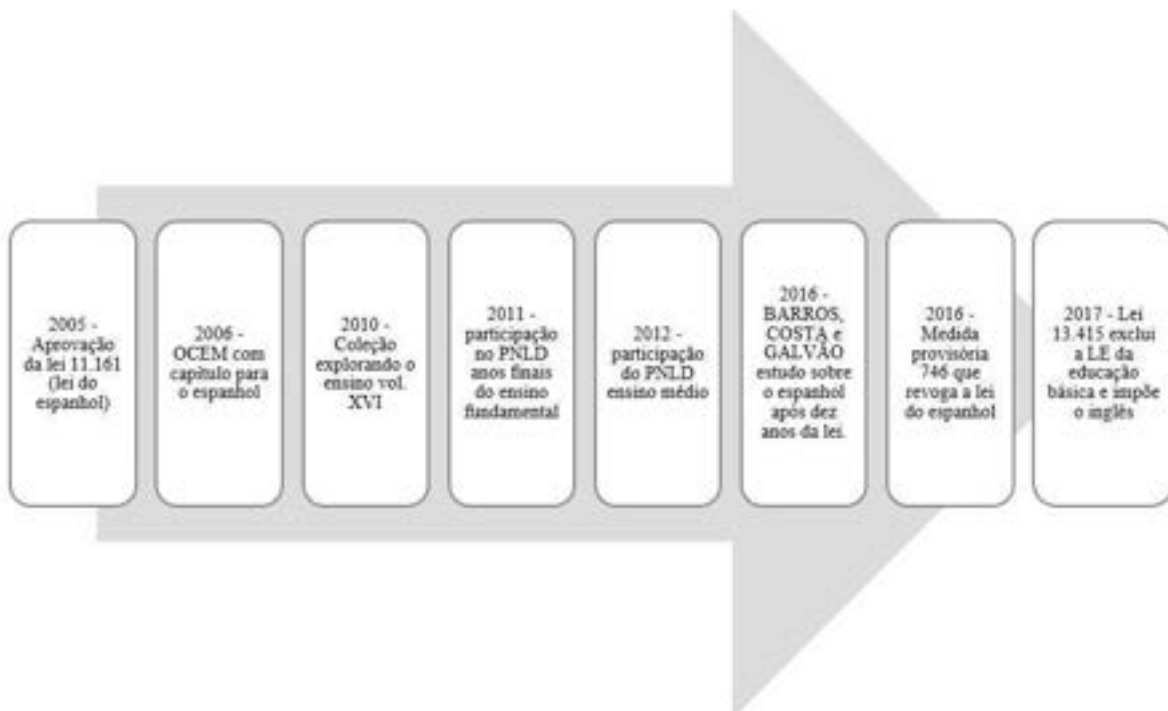 2005 -
Aprovação
da lei 11.161
(lei do
espanhol)
2006 -
OCEM com
capítulo para
o espanhol
2010 -
Coleção
explorando o
ensino vol.
XVI
2011 -
participação
no PNLD
anos finais
do ensino
fundamental
2012 -
participação
do PNLD
ensino médio
2016 -
BARROS,
COSTA e
GALVÃO
estudo sobre
o espanhol
após dez
anos da lei.
2016 -
Medida
provisória
746 que
revoga a lei
do espanhol
2017 - Lei
13.415 exclui
a LE da
educação
básica e impõe
o inglês